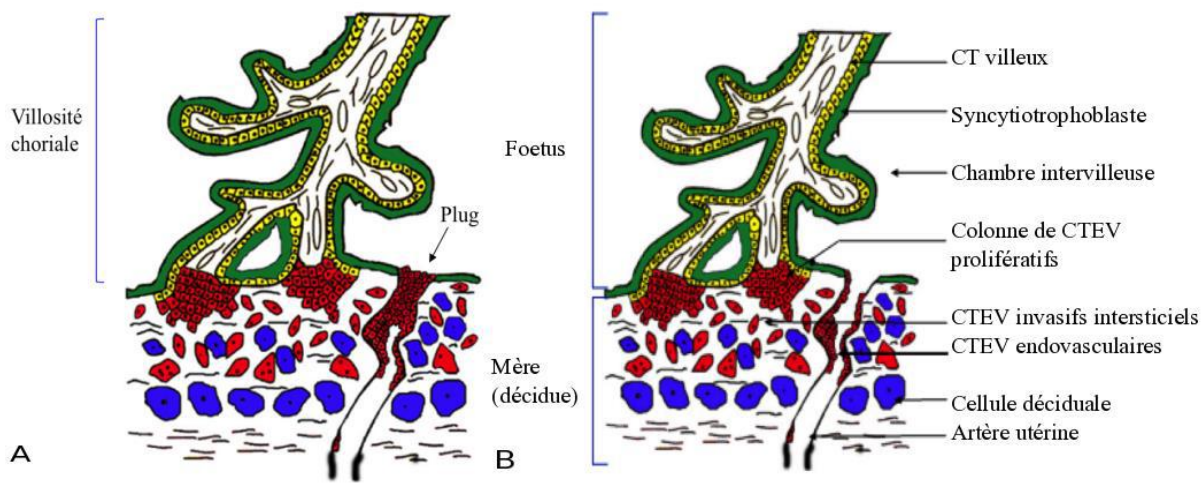 Villosité
choriale
Foetus
Plug
Mère
(décidue)
A
B
CT villeux
Syncytiotrophoblaste
Chambre intervilleuse
Colonne de CTEV
prolifératifs
CTEV invasifs intersticiels
CTEV endovasculaires
Cellule déciduale
Artère utérine